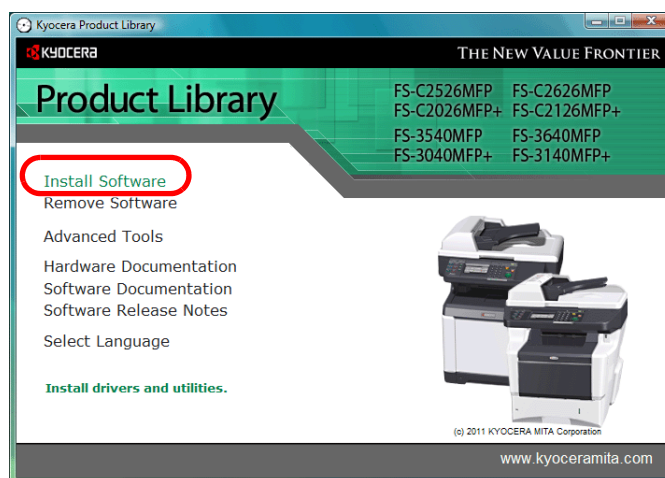 Kyocera Product Library
KYOCERA
THE NEW VALUE FRONTIER
Product Library
FS-C2526MFP FS-C2626MFP
FS-C2026MFP+ FS-C2126MFP+
FS-3540MFP FS-3640MFP
FS-3040MFP+ FS-3140MFP+
Install Software
Remove Software
Advanced Tools
Hardware Documentation
Software Documentation
Software Release Notes
Select Language
Install drivers and utilities.
(c) 2011 KYOCERA MITA Corporation
www.kyoceramita.com